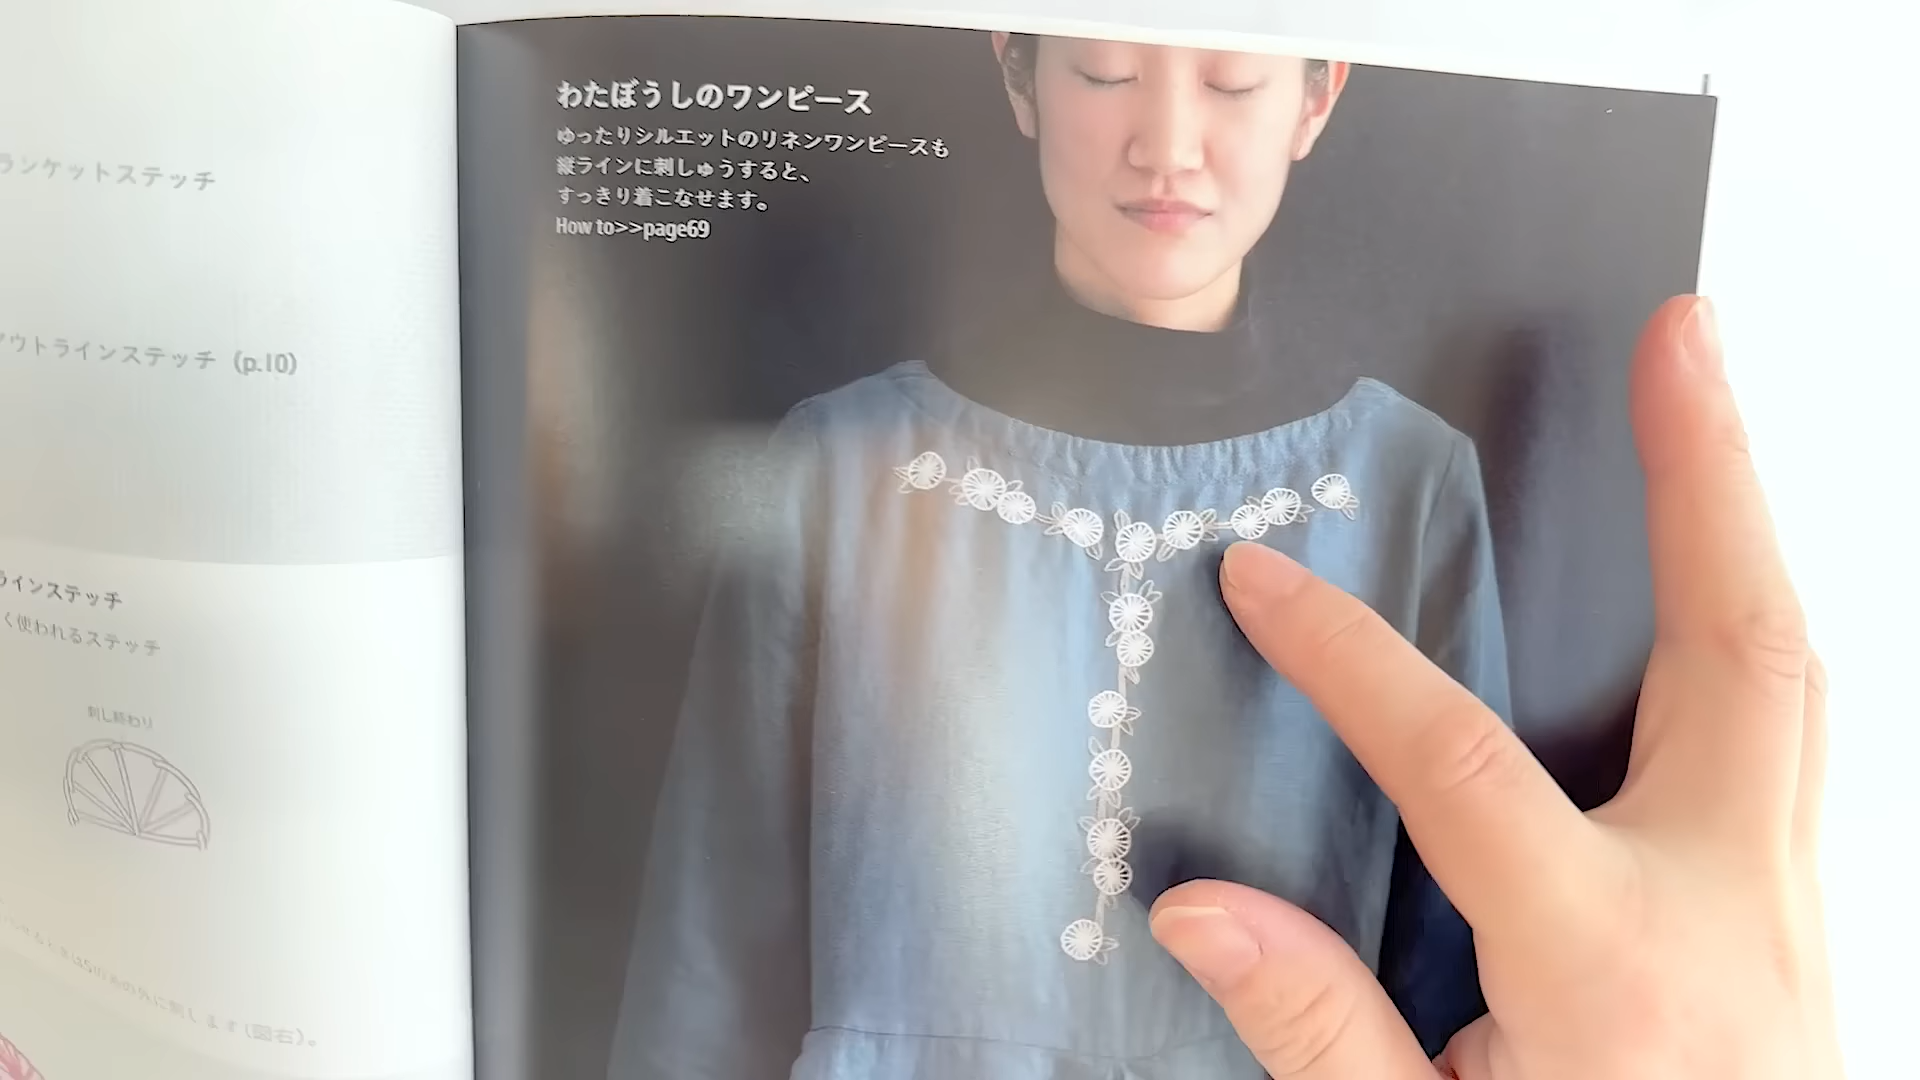 ランケットステッチ
アウトラインステッチ (p.10)
ラインステッチ
く使われるステッチ
刺し終わり
わたぼうしのワンピース
ゆったりシルエットのリネンワンピースも
縦ラインに刺しゅうすると、
すっきり着こなせます。
How to>>page69